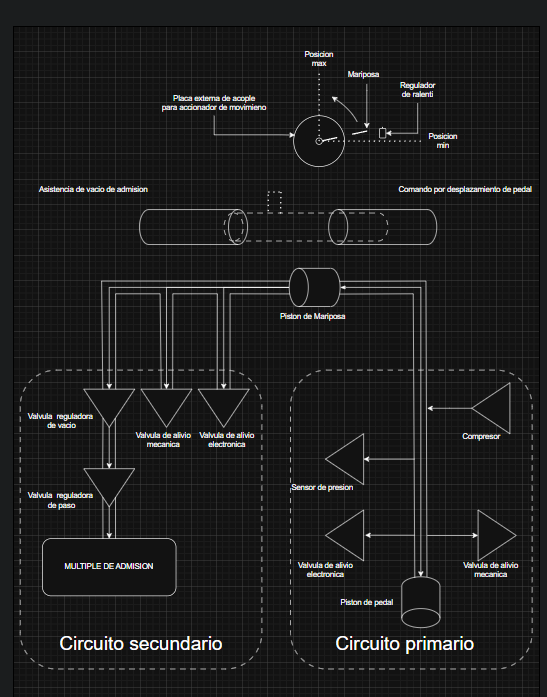 Posicion
max
Mariposa
Regulador
de ralenti
Placa externa de acople
para accionador de movimieno
Posicion
min
Asistencia de vacio de admision
Comando por desplazamiento de pedal
Piston de Mariposa
Valvula reguladora
de vacio
Valvula de alivio
mecanica
Valvula de alivio
electronica
Compresor
Sensor de presion
Valvula reguladora
de paso
MULTIPLE DE ADMISION
Valvula de alivio
electronica
Valvula de alivio
mecanica
Piston de pedal
Circuito secundario
Circuito primario